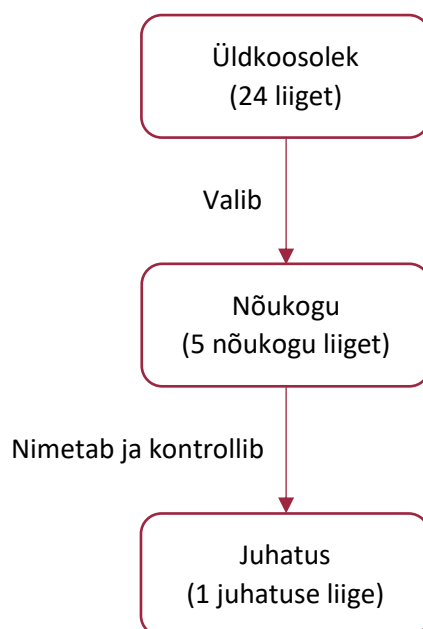 Üldkoosolek
(24 liiget)
Valib
Nõukogu
(5 nõukogu liiget)
Nimetab ja kontrollib
Juhatus
(1 juhatuse liige)